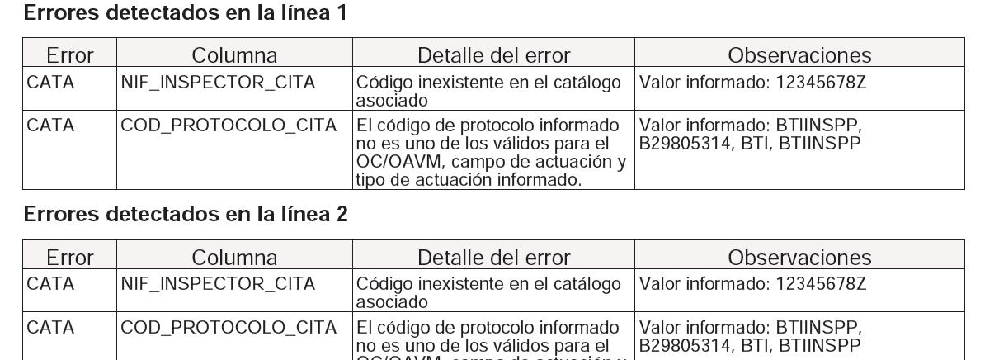 Errores detectados en la línea 1
Error Columna Detalle del error Observaciones
CATA NIF_INSPECTOR_CITA Código inexistente en el catálogo asociado Valor informado: 12345678Z
CATA COD_PROTOCOLO_CITA El código de protocolo informado no es uno de los válidos para el OC/OAVM, campo de actuación y tipo de actuación informado. Valor informado: BTIINSPP, B29805314, BTI, BTIINSPP
Errores detectados en la línea 2
Error Columna Detalle del error Observaciones
CATA NIF_INSPECTOR_CITA Código inexistente en el catálogo asociado Valor informado: 12345678Z
CATA COD_PROTOCOLO_CITA El código de protocolo informado no es uno de los válidos para el OC/OAVM, campo de actuación y Valor informado: BTIINSPP, B29805314, BTI, BTIINSPP